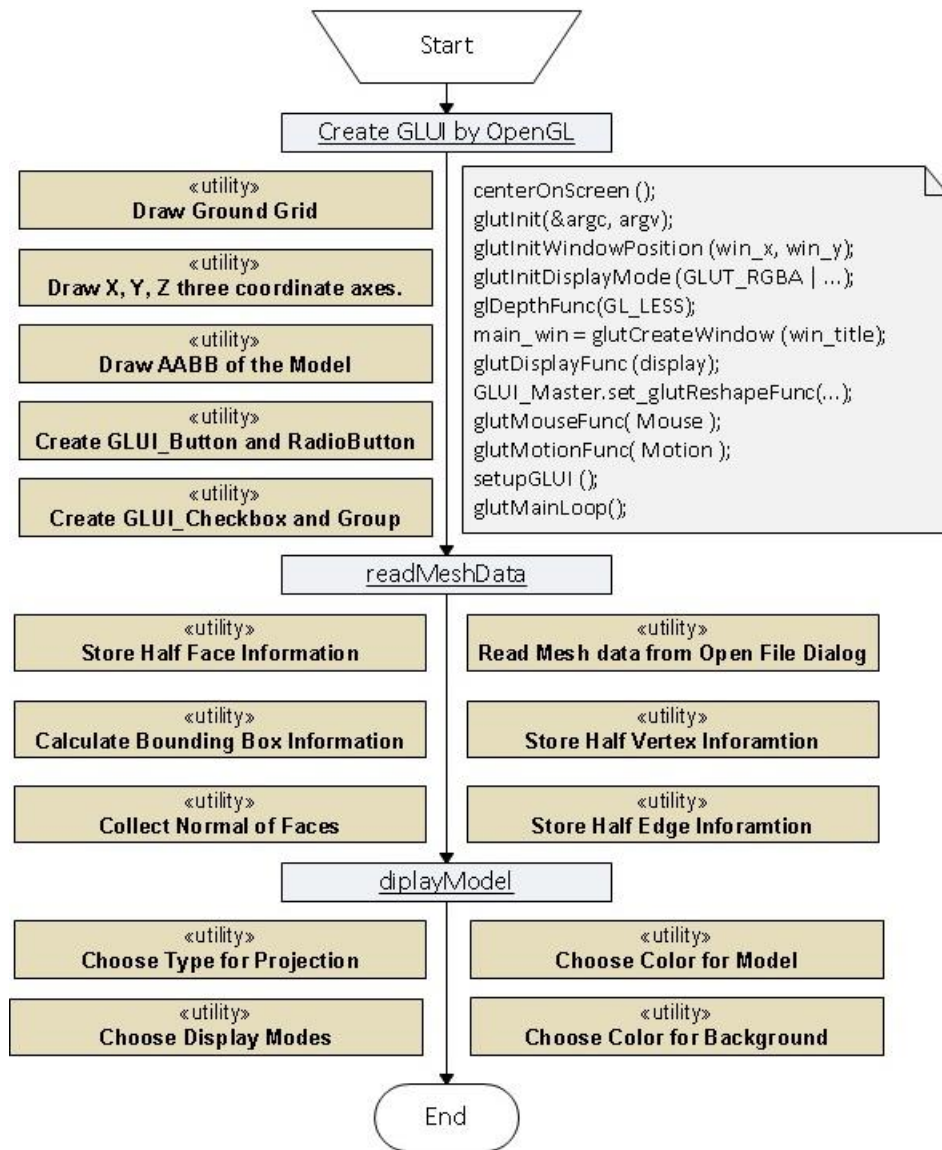 Start
Create GLUI by OpenGL
«utility»
Draw Ground Grid
«utility»
Draw X, Y, Z three coordinate axes.
«utility»
Draw AABB of the Model
«utility»
Create GLUI_Button and RadioButton
«utility»
Create GLUI_Checkbox and Group
centerOnScreen ();
glutInit(&argc, argv);
glutInitWindowPosition (win_x, win_y);
glutInitDisplayMode (GLUT_RGBA | ...);
glDepthFunc(GL_LESS);
main_win = glutCreateWindow (win_title);
glutDisplayFunc (display);
GLUI_Master.set_glutReshapeFunc(...);
glutMouseFunc( Mouse );
glutMotionFunc( Motion );
setupGLUI ();
glutMainLoop();
readMeshData
«utility»
Store Half Face Information
«utility»
Read Mesh data from Open File Dialog
«utility»
Calculate Bounding Box Information
«utility»
Store Half Vertex Inforamtion
«utility»
Collect Normal of Faces
«utility»
Store Half Edge Inforamtion
diplayModel
«utility»
Choose Type for Projection
«utility»
Choose Color for Model
«utility»
Choose Display Modes
«utility»
Choose Color for Background
End